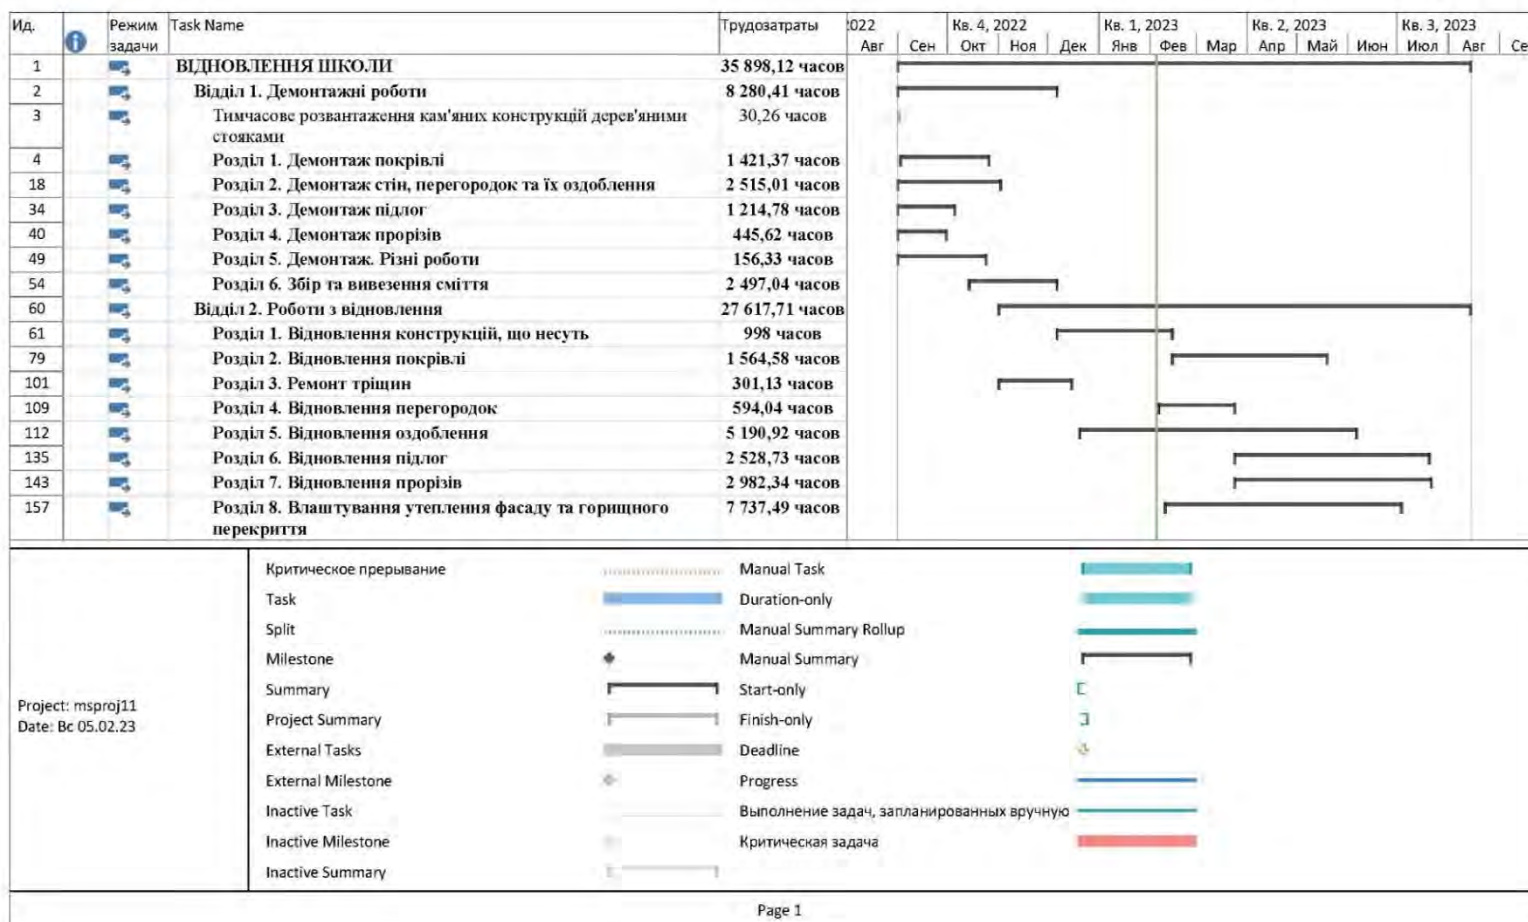 Ид. Режим задачи Task Name Трудозатраты 2022 Кв. 4, 2022 Кв. 1, 2023 Кв. 2, 2023 Кв. 3, 2023
Авг Сен Окт Ноя Дек Янв Фев Мар Апр Май Июн Июл Авг Се
1 ВІДНОВЛЕННЯ ШКОЛИ 35 898,12 часов
2 Відділ 1. Демонтажні роботи 8 280,41 часов
3 Тимчасове розвантаження кам'яних конструкцій дерев'яними 30,26 часов
стояками
4 Розділ 1. Демонтаж покрівлі 1 421,37 часов
18 Розділ 2. Демонтаж стін, перегородок та їх оздоблення 2 515,01 часов
34 Розділ 3. Демонтаж підлог 1 214,78 часов
40 Розділ 4. Демонтаж прорізів 445,62 часов
49 Розділ 5. Демонтаж. Різні роботи 156,33 часов
54 Розділ 6. Збір та вивезення сміття 2 497,04 часов
60 Відділ 2. Роботи з відновлення 27 617,71 часов
61 Розділ 1. Відновлення конструкцій, що несуть 998 часов
79 Розділ 2. Відновлення покрівлі 1 564,58 часов
101 Розділ 3. Ремонт тріщин 301,13 часов
109 Розділ 4. Відновлення перегородок 594,04 часов
112 Розділ 5. Відновлення оздоблення 5 190,92 часов
135 Розділ 6. Відновлення підлог 2 528,73 часов
143 Розділ 7. Відновлення прорізів 2 982,34 часов
157 Розділ 8. Влаштування утеплення фасаду та горищного 7 737,49 часов
перекриття
Project: msproj11
Date: Вс 05.02.23
Критическое прерывание
Task
Split
Milestone
Summary
Project Summary
External Tasks
External Milestone
Inactive Task
Inactive Milestone
Inactive Summary
Manual Task
Duration-only
Manual Summary Rollup
Manual Summary
Start-only
Finish-only
Deadline
Progress
Выполнение задач, запланированных вручную
Критическая задача
Page 1